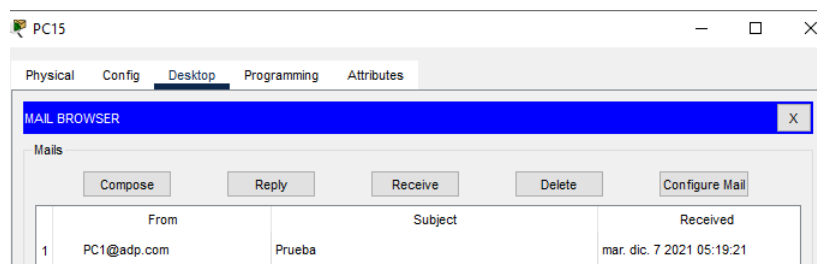 PC15
Physical Config Desktop Programming Attributes
MAIL BROWSER X
Mails
Compose Reply Receive Delete Configure Mail
From Subject Received
1 PC1@adp.com Prueba mar. dic. 7 2021 05:19:21